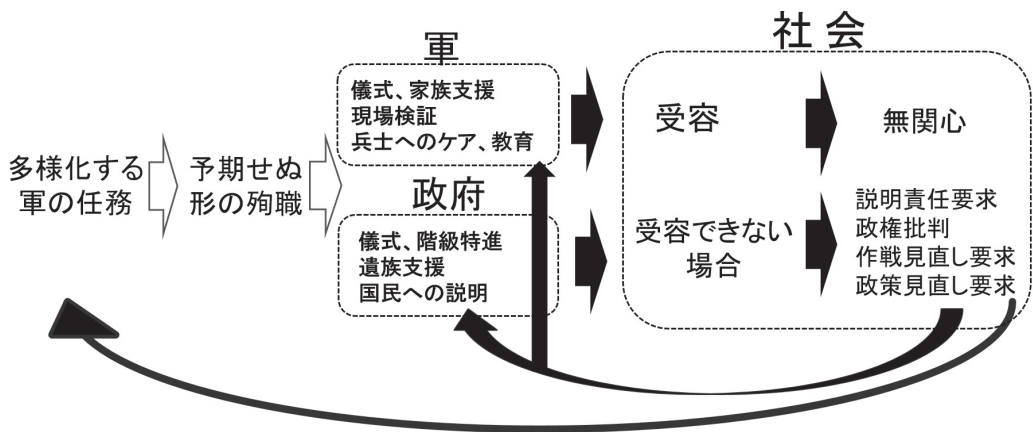 多様化する
軍の任務
予期せぬ
形の殉職
軍
儀式、家族支援
現場検証
兵士へのケア、教育
政府
儀式、階級特進
遺族支援
国民への説明
社会
受容
無関心
受容できない
場合
説明責任要求
政権批判
作戦見直し要求
政策見直し要求